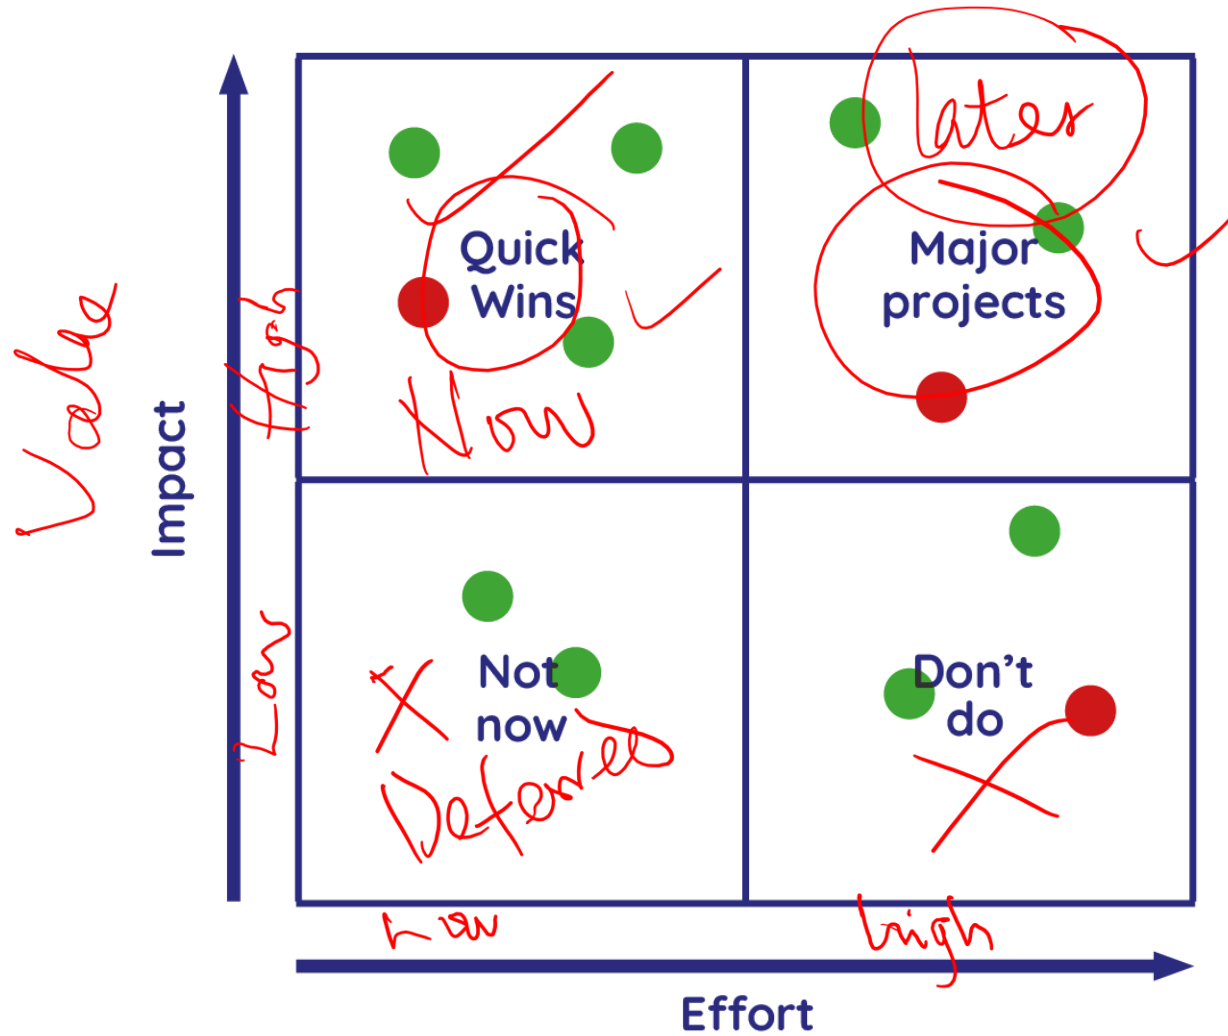 later
Quick
Wins
Major
projects
High
Value
Impact
Now
Low
Not
now
Don't
do
Deferred
Low
high
Effort